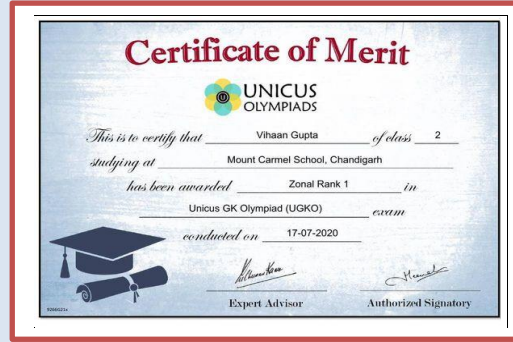 Certificate of Merit
UNICUS
OLYMPIADS
This is to certify that Vihaan Gupta of class 2
studying at Mount Carmel School, Chandigarh
has been awarded Zonal Rank 1 in
Unicus GK Olympiad (UGKO) exam
conducted on 17-07-2020
Expert Advisor Authorized Signatory